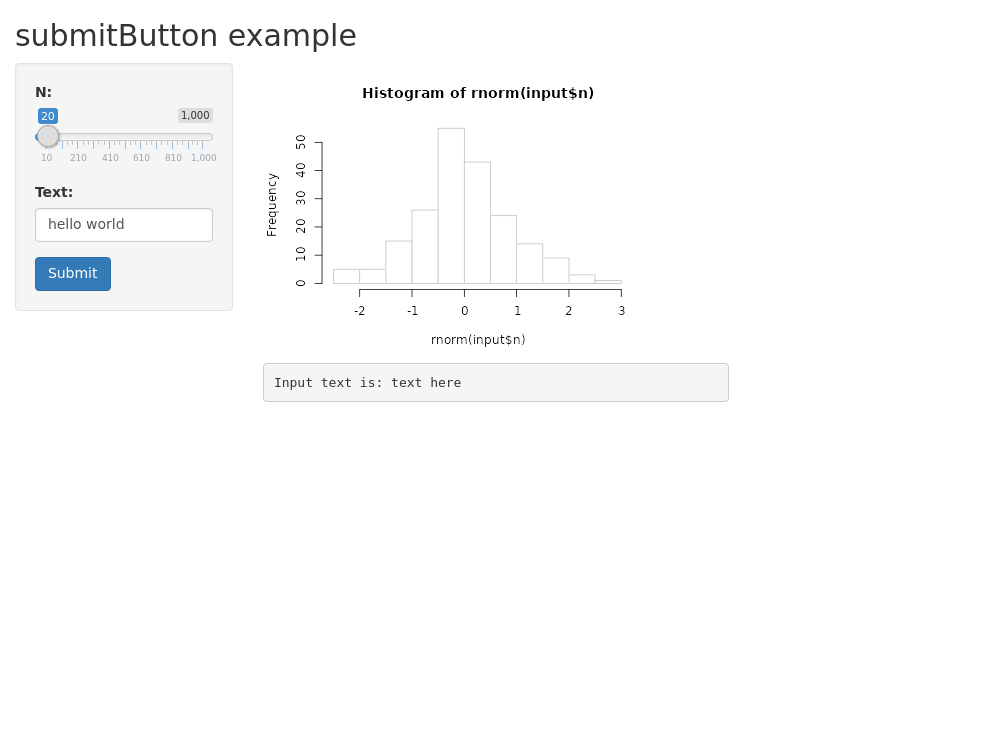 submitButton example
N:
20
1,000
10 210 410 610 810 1,000
Text:
hello world
Submit
Histogram of rnorm(input$n)
Frequency
50
40
30
20
10
0
-2 -1 0 1 2 3
rnorm(input$n)
Input text is: text here